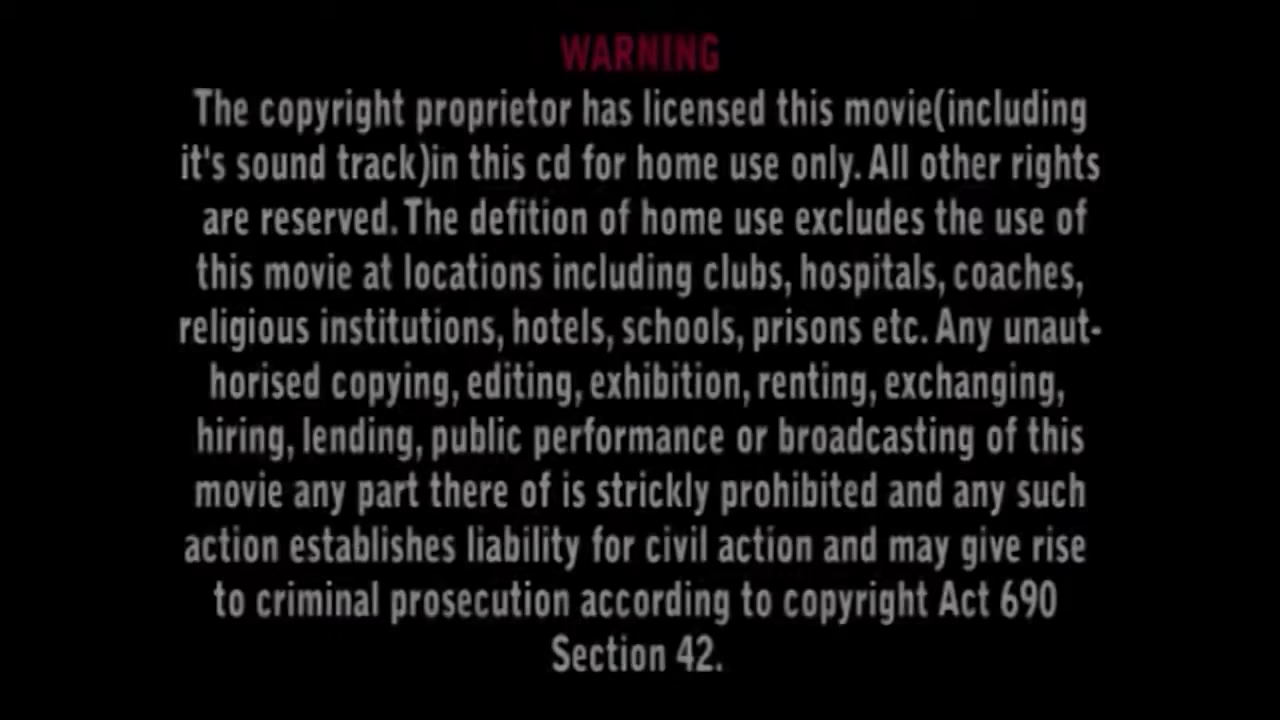 WARNING
The copyright proprietor has licensed this movie(including
it's sound track)in this cd for home use only. All other rights
are reserved. The defition of home use excludes the use of
this movie at locations including clubs, hospitals, coaches,
religious institutions, hotels, schools, prisons etc. Any unaut-
horised copying, editing, exhibition, renting, exchanging,
hiring, lending, public performance or broadcasting of this
movie any part there of is strickly prohibited and any such
action establishes liability for civil action and may give rise
to criminal prosecution according to copyright Act 690
Section 42.